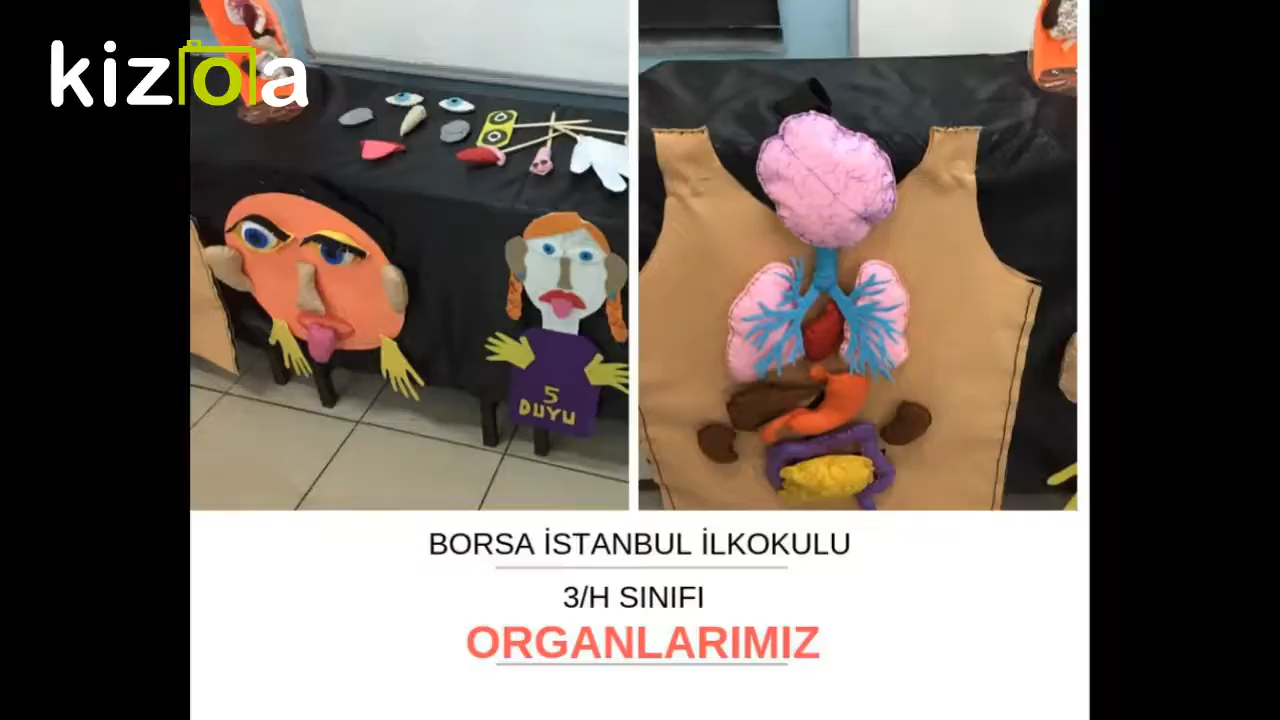 kizoa
5
DUYU
BORSA İSTANBUL İLKOKULU
3/H SINIFI
ORGANLARIMIZ